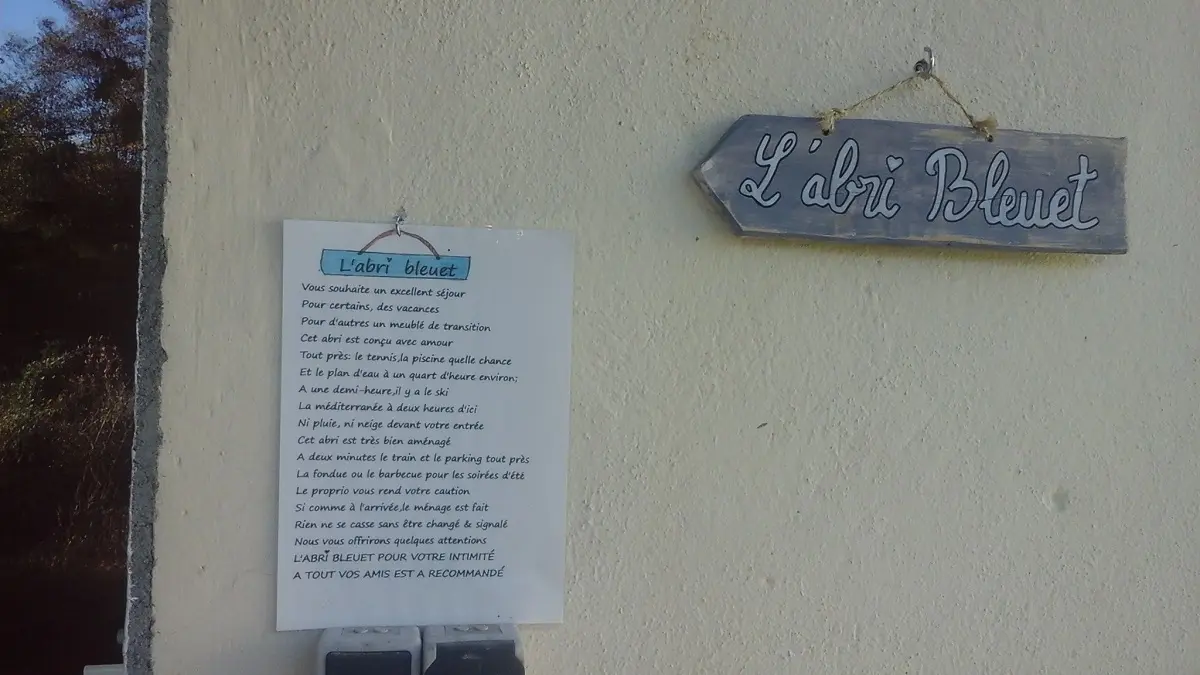 L'abri Bleuet
L'abri bleuet
Vous souhaite un excellent séjour
Pour certains, des vacances
Pour d'autres un meublé de transition
Cet abri est conçu avec amour
Tout près: le tennis,la piscine quelle chance
Et le plan d'eau à un quart d'heure environ;
A une demi-heure,il y a le ski
La méditerranée à deux heures d'ici
Ni pluie, ni neige devant votre entrée
Cet abri est très bien aménagé
A deux minutes le train et le parking tout près
La fondue ou le barbecue pour les soirées d'été
Le proprio vous rend votre caution
Si comme à l'arrivée,le ménage est fait
Rien ne se casse sans être changé & signalé
Nous vous offrirons quelques attentions
L'ABRI BLEUET POUR VOTRE INTIMITÉ
A TOUT VOS AMIS EST A RECOMMANDÉ